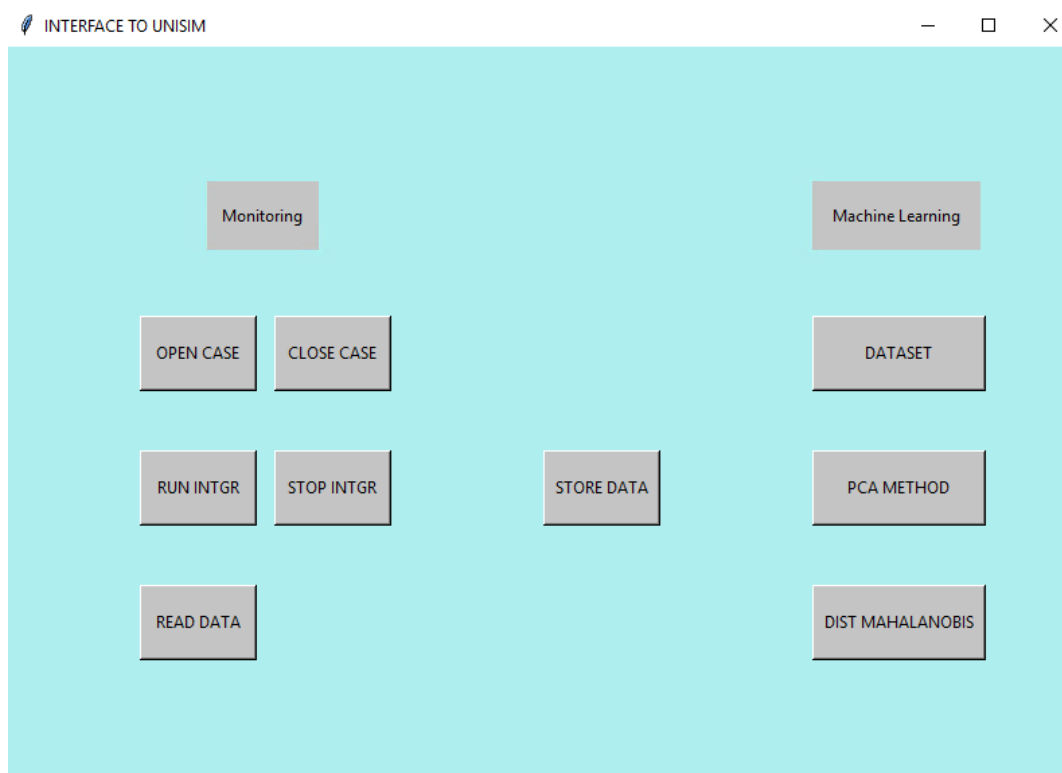 INTERFACE TO UNISIM
Monitoring
Machine Learning
OPEN CASE
CLOSE CASE
DATASET
RUN INTGR
STOP INTGR
STORE DATA
PCA METHOD
READ DATA
DIST MAHALANOBIS